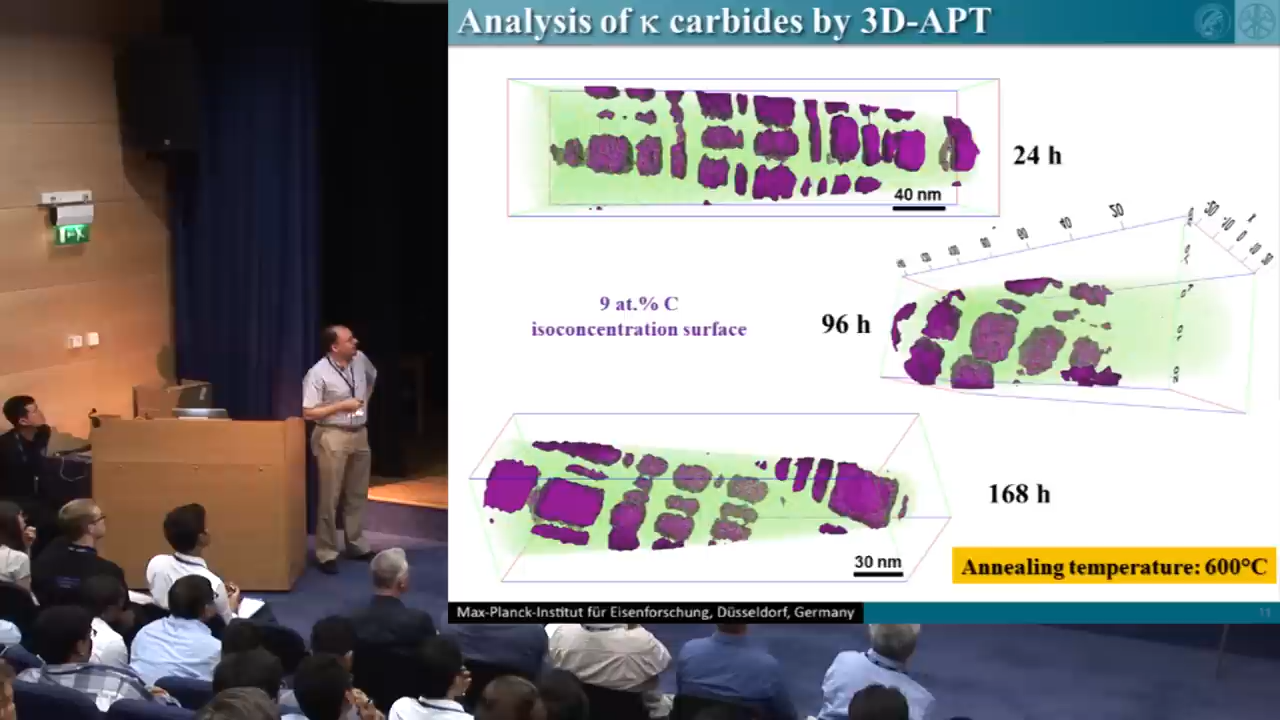 Analysis of κ carbides by 3D-APT
24 h
40 nm
9 at.% C
isoconcentration surface
96 h
168 h
30 nm
Annealing temperature: 600°C
Max-Planck-Institut für Eisenforschung, Düsseldorf, Germany
11